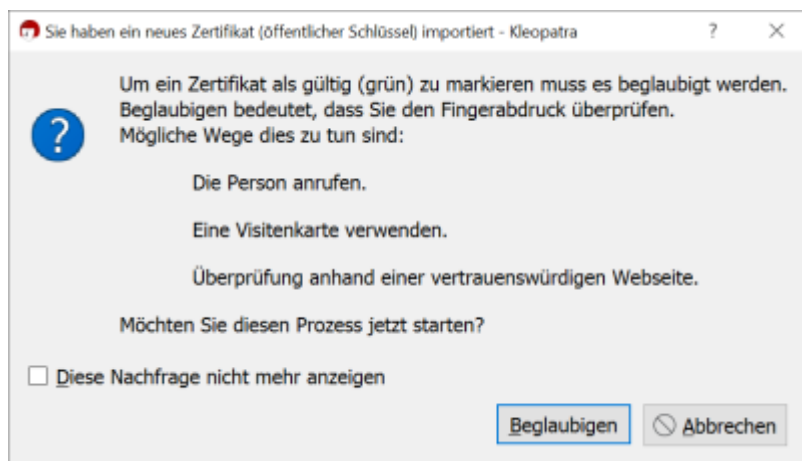 Sie haben ein neues Zertifikat (öffentlicher Schlüssel) importiert - Kleopatra
Um ein Zertifikat als gültig (grün) zu markieren muss es beglaubigt werden.
Beglaubigen bedeutet, dass Sie den Fingerabdruck überprüfen.
Mögliche Wege dies zu tun sind:
Die Person anrufen.
Eine Visitenkarte verwenden.
Überprüfung anhand einer vertrauenswürdigen Webseite.
Möchten Sie diesen Prozess jetzt starten?
Diese Nachfrage nicht mehr anzeigen
Beglaubigen Abbrechen